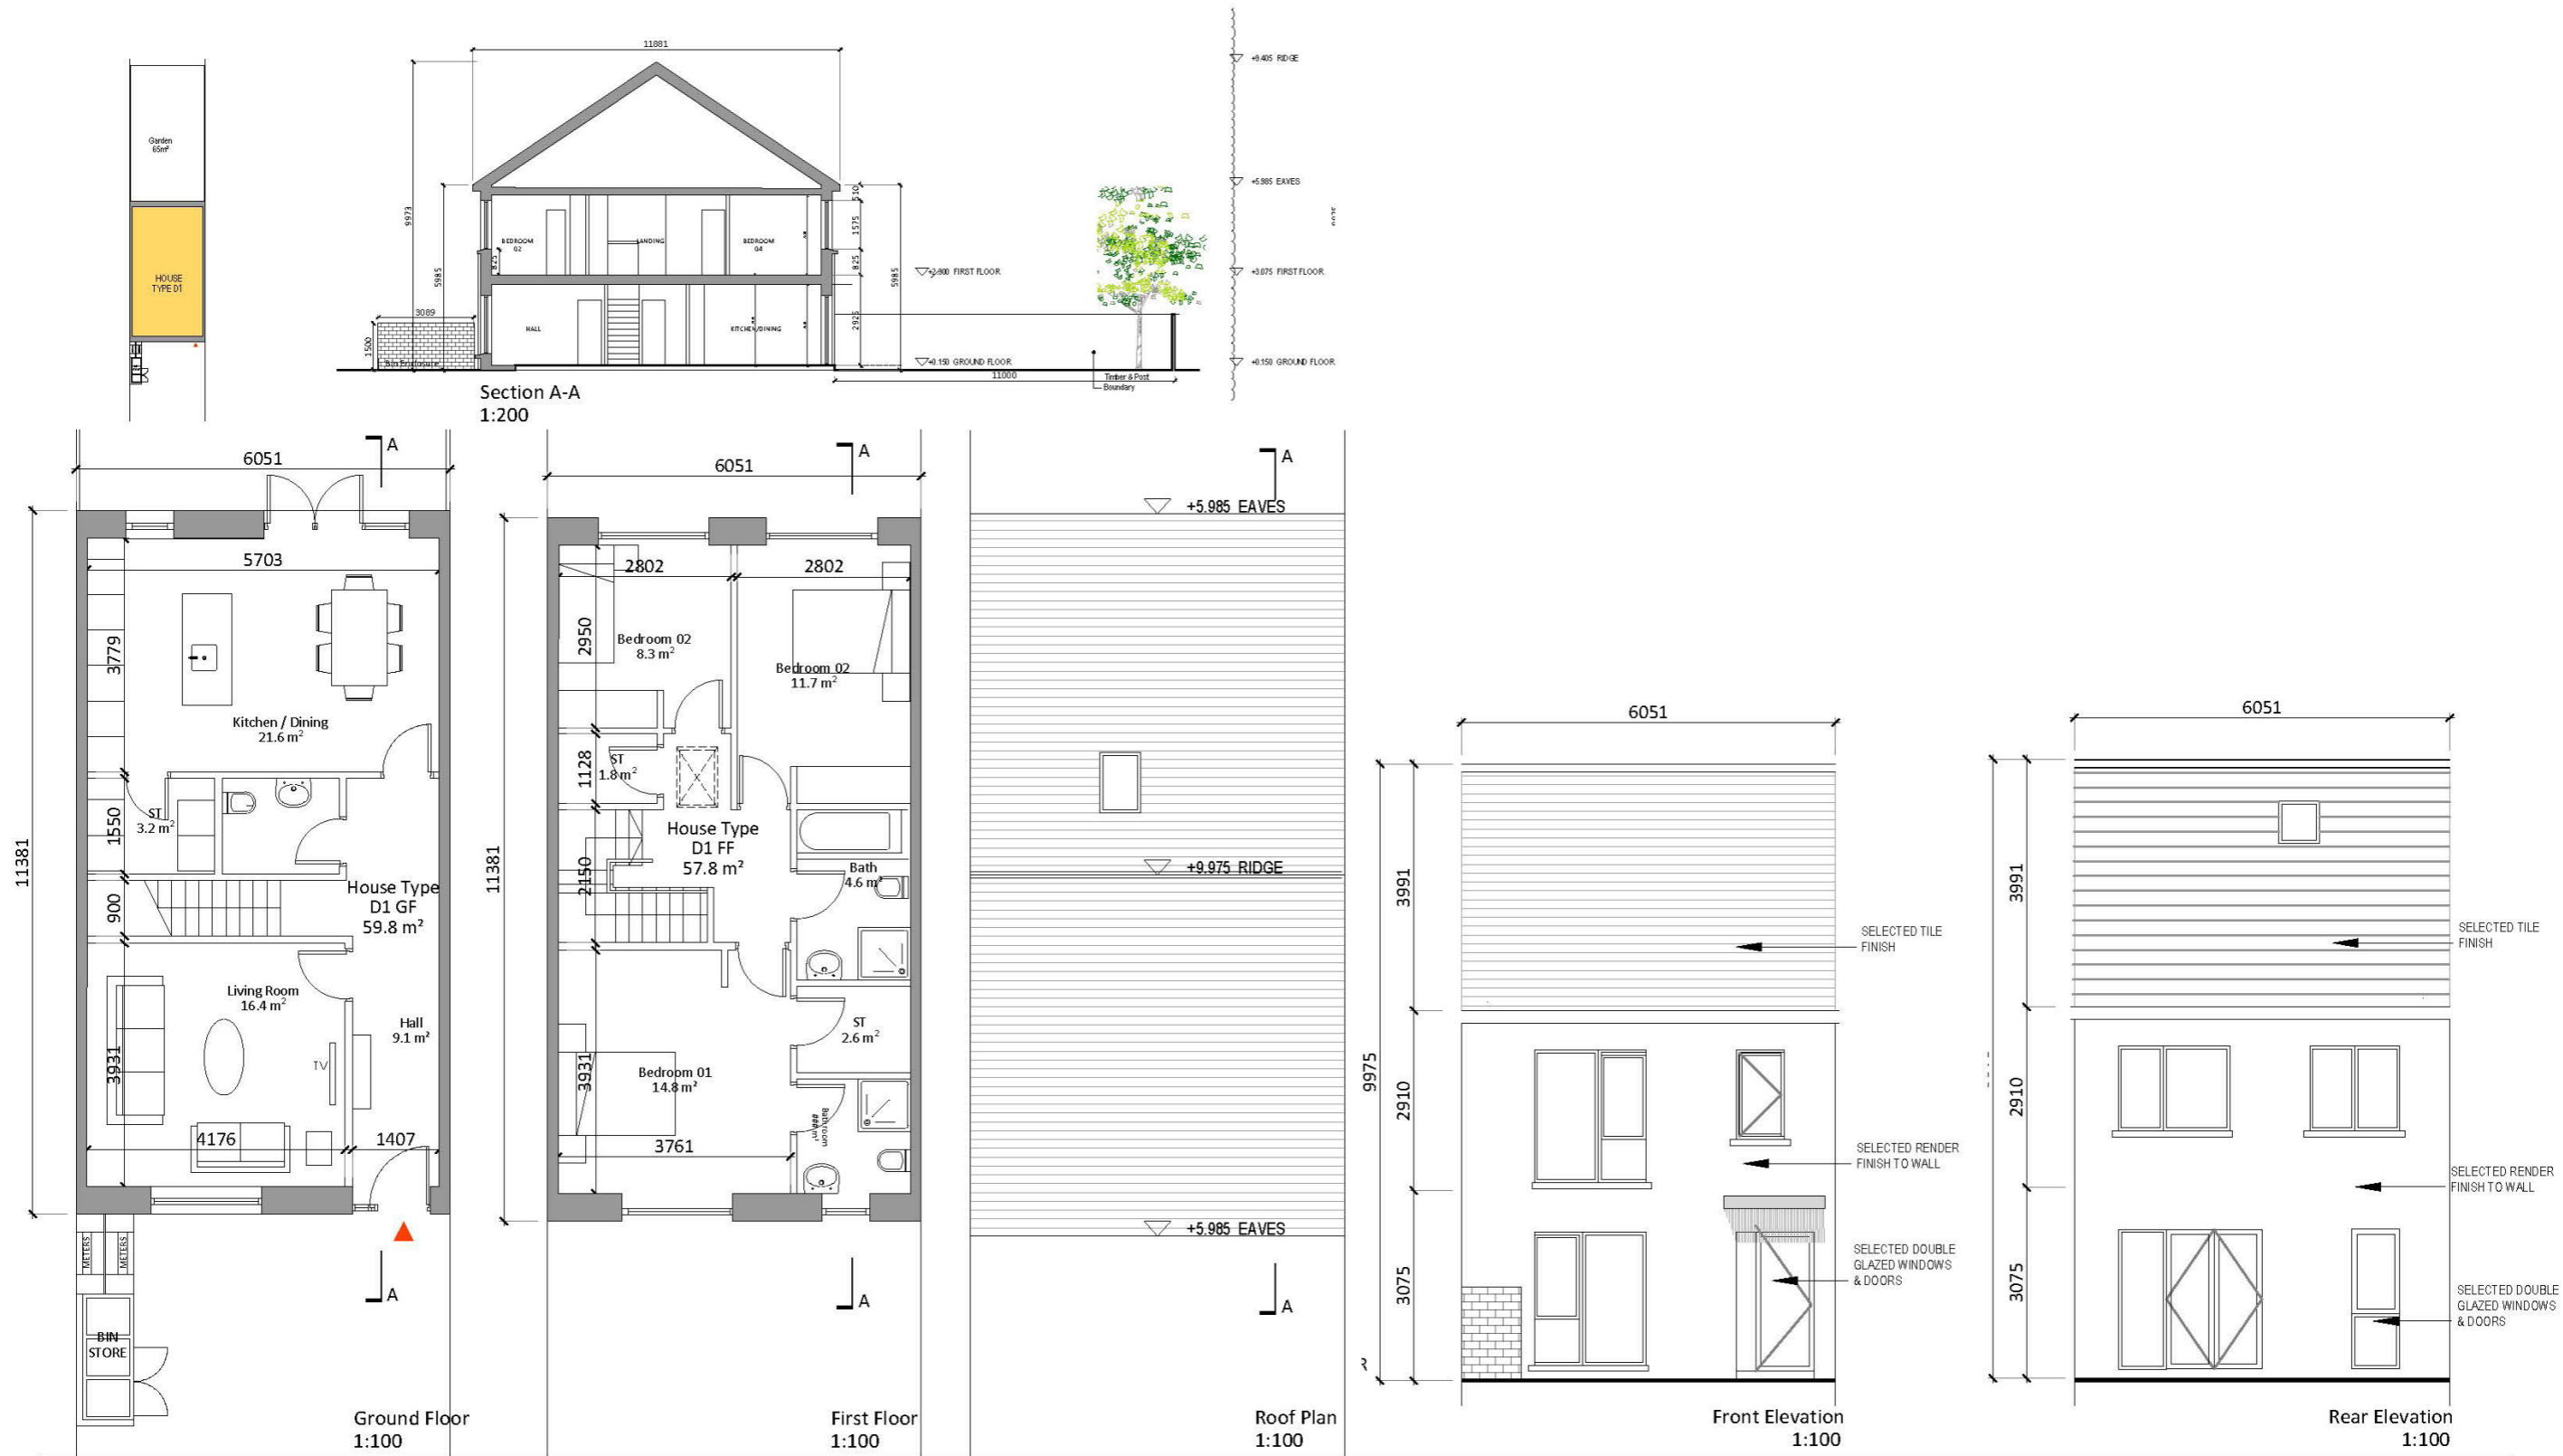 Garden
65m²
HOUSE
TYPE D1
11881
9973
5985
3089
1500
Bin Enclosure
BEDROOM
02
LANDING
BEDROOM
04
825
HALL
KITCHEN/DINING
510
1575
825
2925
5985
+2.900 FIRST FLOOR
+0.150 GROUND FLOOR
11000
Timber & Post
Boundary
+9.405 RIDGE
+5.985 EAVES
+3.075 FIRST FLOOR
+0.150 GROUND FLOOR
Section A-A
1:200
A
6051
11381
5703
3779
Kitchen / Dining
21.6 m²
1550
ST
3.2 m²
900
House Type
D1 GF
59.8 m²
Living Room
16.4 m²
Hall
9.1 m²
3931
TV
4176
1407
METERS
METERS
BIN
STORE
A
Ground Floor
1:100
A
6051
11381
2802
2802
2950
Bedroom 02
8.3 m²
Bedroom 02
11.7 m²
1128
ST
1.8 m²
X
House Type
D1 FF
57.8 m²
2150
Bath
4.6 m²
ST
2.6 m²
3931
Bedroom 01
14.8 m²
Bathroom
###m²
3761
A
First Floor
1:100
A
+5.985 EAVES
+9.975 RIDGE
+5.985 EAVES
A
Roof Plan
1:100
6051
9975
3991
2910
3075
SELECTED TILE
FINISH
SELECTED RENDER
FINISH TO WALL
SELECTED DOUBLE
GLAZED WINDOWS
& DOORS
R
Front Elevation
1:100
6051
3991
2910
3075
SELECTED TILE
FINISH
SELECTED RENDER
FINISH TO WALL
SELECTED DOUBLE
GLAZED WINDOWS
& DOORS
Rear Elevation
1:100